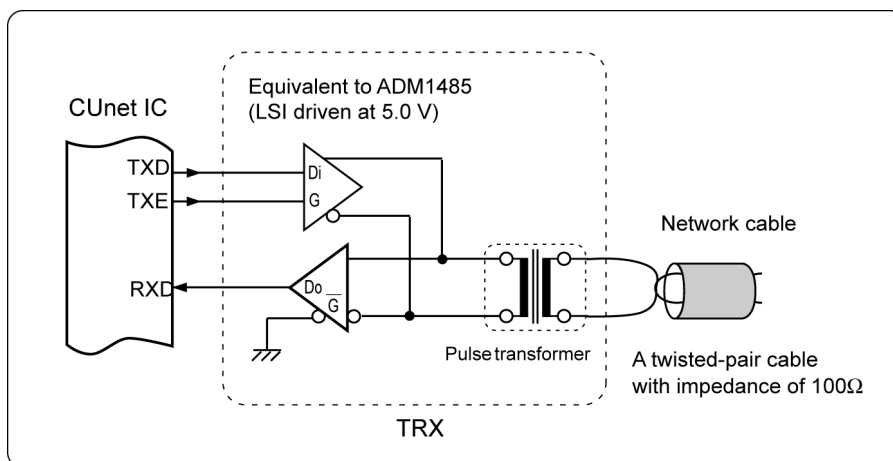 Equivalent to ADM1485
(LSI driven at 5.0 V)
CUnet IC
TXD
Di
TXE
G
Network cable
RXD
Do
G
Pulse transformer
A twisted-pair cable
with impedance of 100Ω
TRX